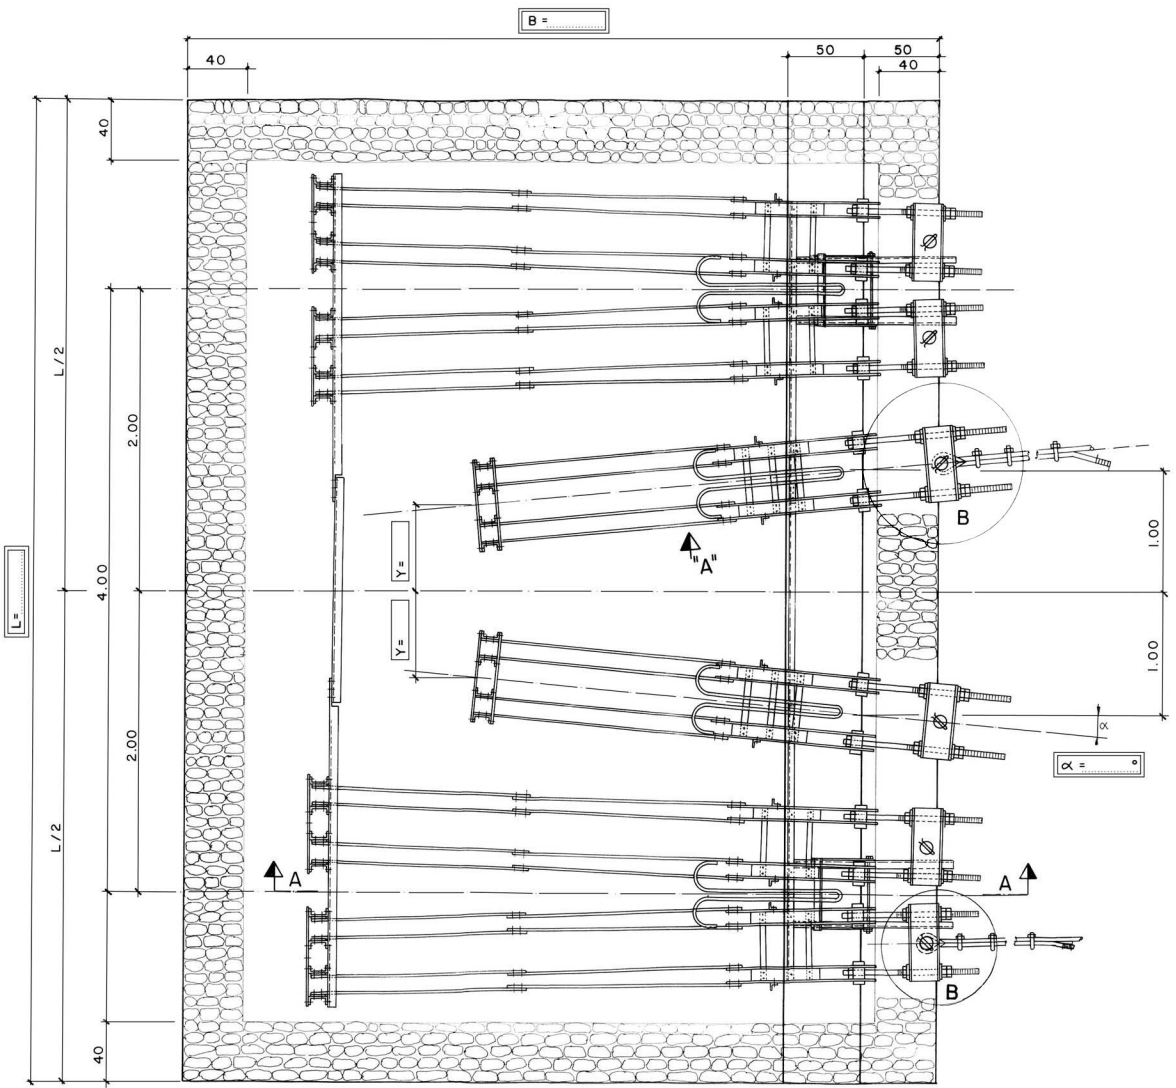 B = ..................
50
50
40
40
40
L/2
2.00
B
"A"
Y =
1.00
L= ..................
4.00
Y =
1.00
α
2.00
α = .................. °
L/2
A
A
B
40